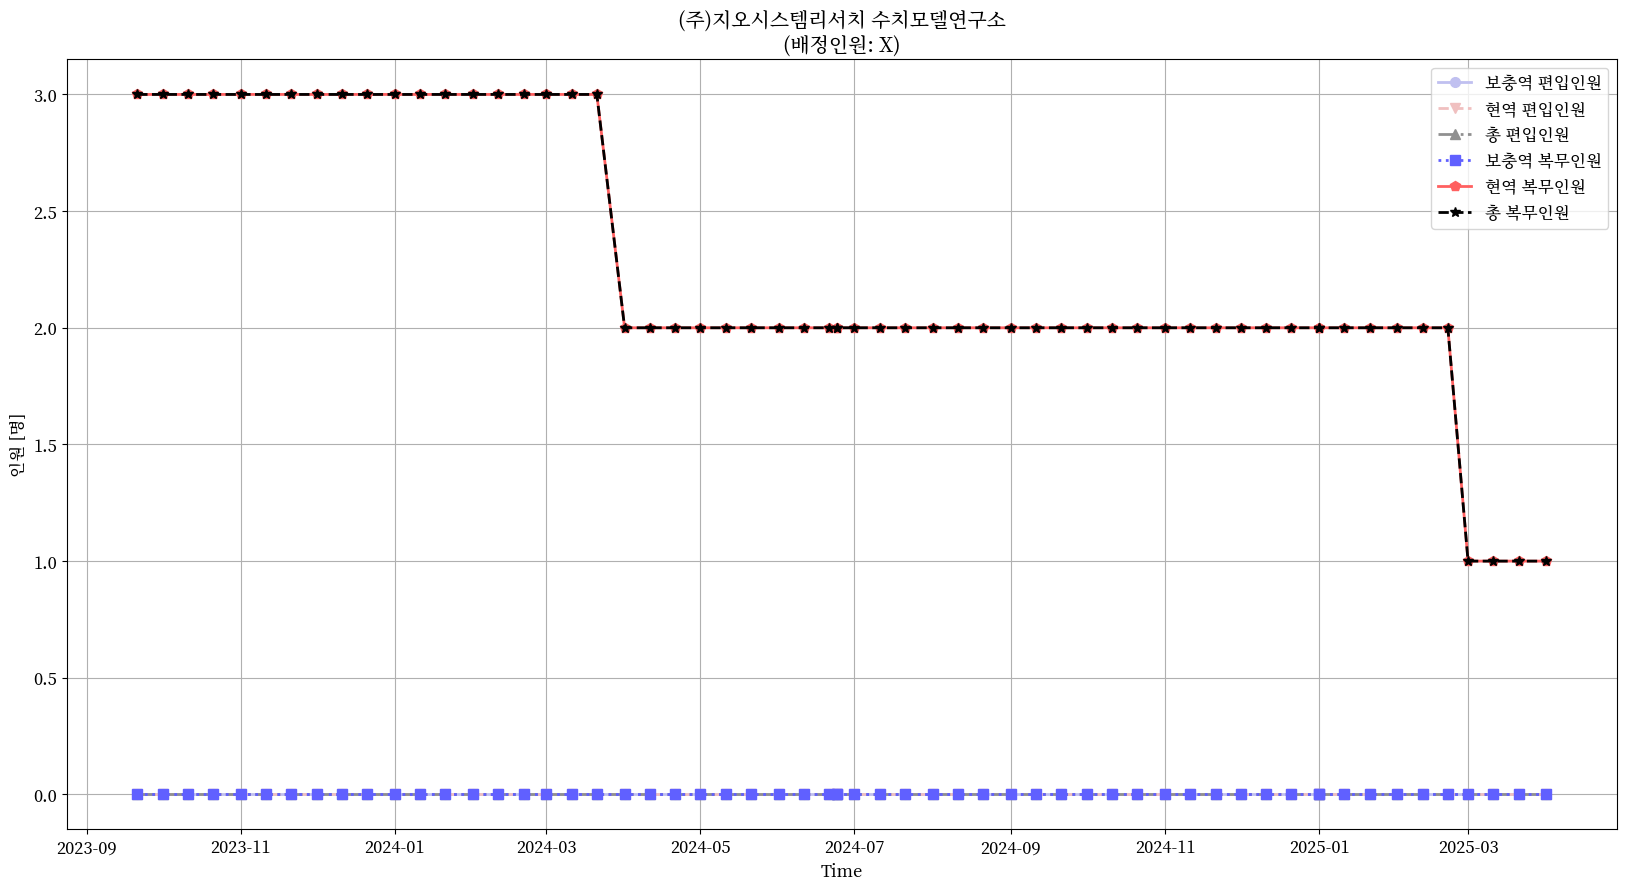 (주)지오시스템리서치 수치모델연구소
(배정인원: X)
보충역 편입인원
현역 편입인원
총 편입인원
보충역 복무인원
현역 복무인원
총 복무인원
인원 [명]
3.0
2.5
2.0
1.5
1.0
0.5
0.0
2023-09
2023-11
2024-01
2024-03
2024-05
2024-07
2024-09
2024-11
2025-01
2025-03
Time